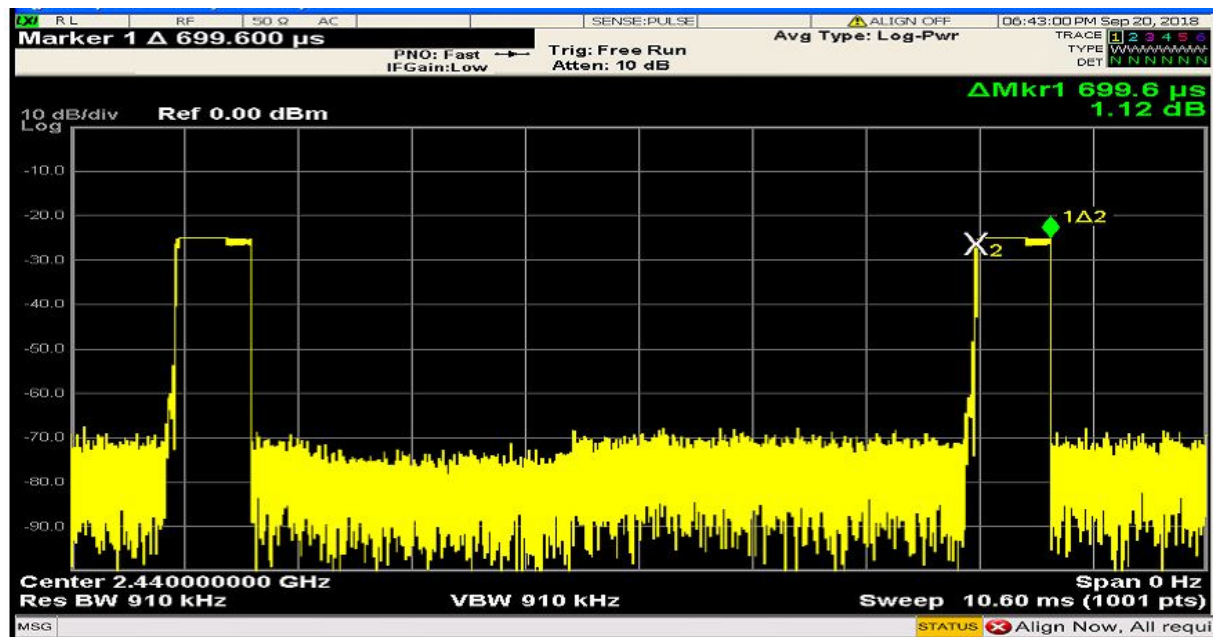 LXI RL RF 50 Ω AC SENSE:PULSE ALIGN OFF 06:43:00 PM Sep 20, 2018
Marker 1 Δ 699.600 μs
PNO: Fast
IFGain:Low
Trig: Free Run
Atten: 10 dB
Avg Type: Log-Pwr
TRACE 1 2 3 4 5 6
TYPE
DET N N N N N N
ΔMkr1 699.6 μs
1.12 dB
10 dB/div Ref 0.00 dBm
Log
-10.0
-20.0
1Δ2
X2
-30.0
-40.0
-50.0
-60.0
-70.0
-80.0
-90.0
Center 2.440000000 GHz Span 0 Hz
Res BW 910 kHz VBW 910 kHz Sweep 10.60 ms (1001 pts)
MSG STATUS Align Now, All requi